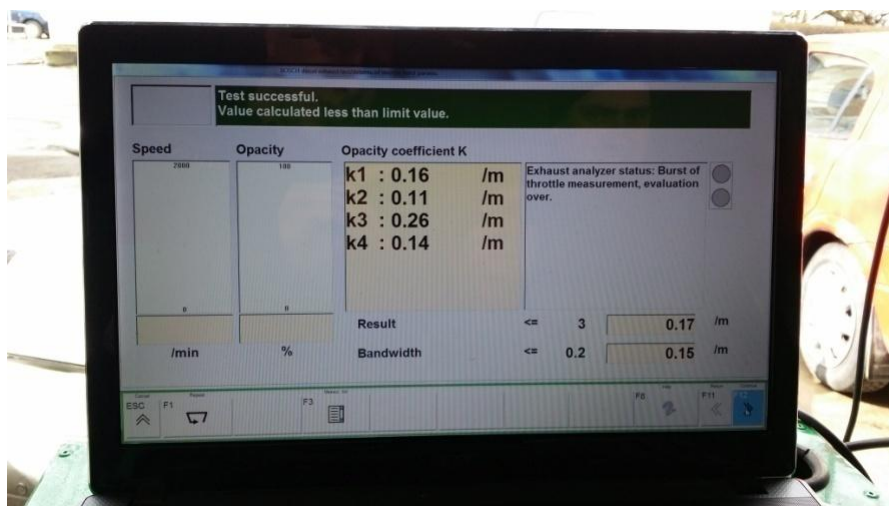 Test successful.
Value calculated less than limit value.
Speed Opacity Opacity coefficient K
2000 100
k1 : 0.16 /m
k2 : 0.11 /m
k3 : 0.26 /m
k4 : 0.14 /m
Exhaust analyzer status: Burst of
throttle measurement, evaluation
over.
0 0
Result <= 3 0.17 /m
/min % Bandwidth <= 0.2 0.15 /m
ESC F1 F3 F8 F11